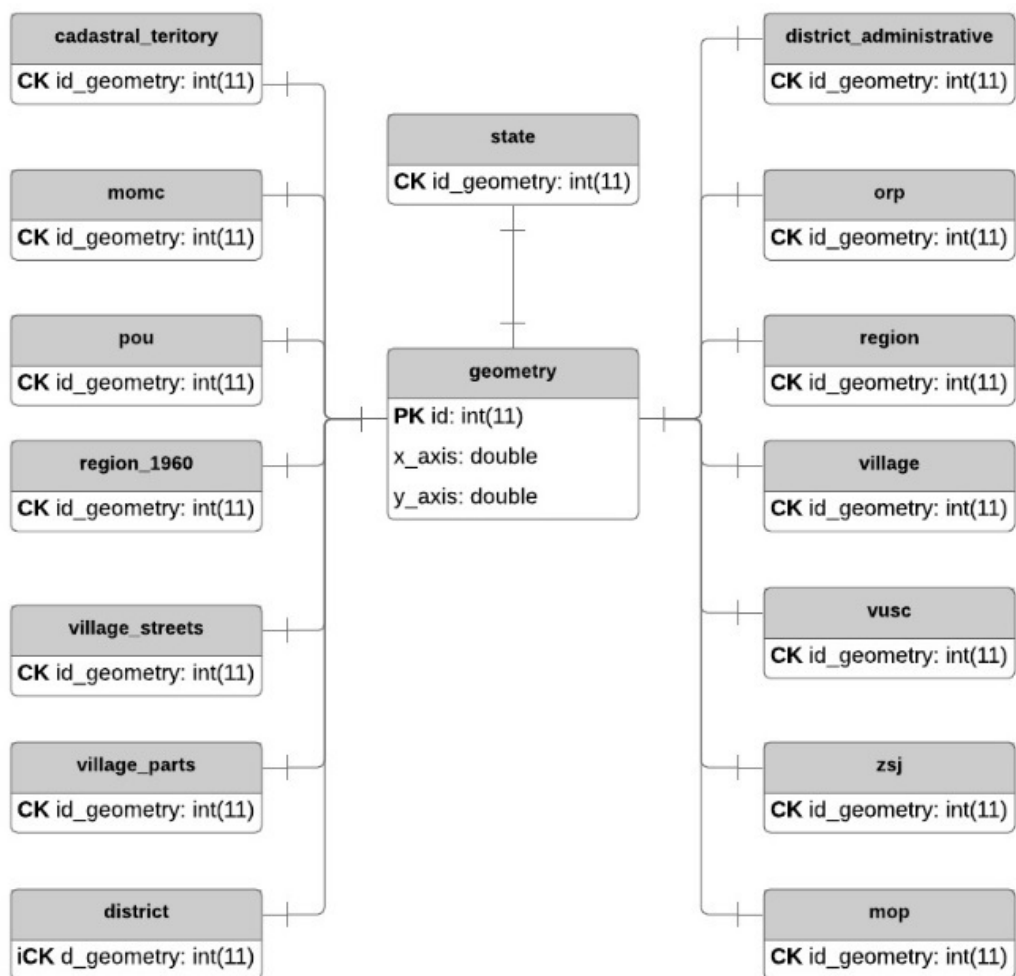 cadastral_teritory
CK id_geometry: int(11)
momc
CK id_geometry: int(11)
pou
CK id_geometry: int(11)
region_1960
CK id_geometry: int(11)
village_streets
CK id_geometry: int(11)
village_parts
CK id_geometry: int(11)
district
iCK d_geometry: int(11)
state
CK id_geometry: int(11)
geometry
PK id: int(11)
x_axis: double
y_axis: double
district_administrative
CK id_geometry: int(11)
orp
CK id_geometry: int(11)
region
CK id_geometry: int(11)
village
CK id_geometry: int(11)
vusc
CK id_geometry: int(11)
zsj
CK id_geometry: int(11)
mop
CK id_geometry: int(11)